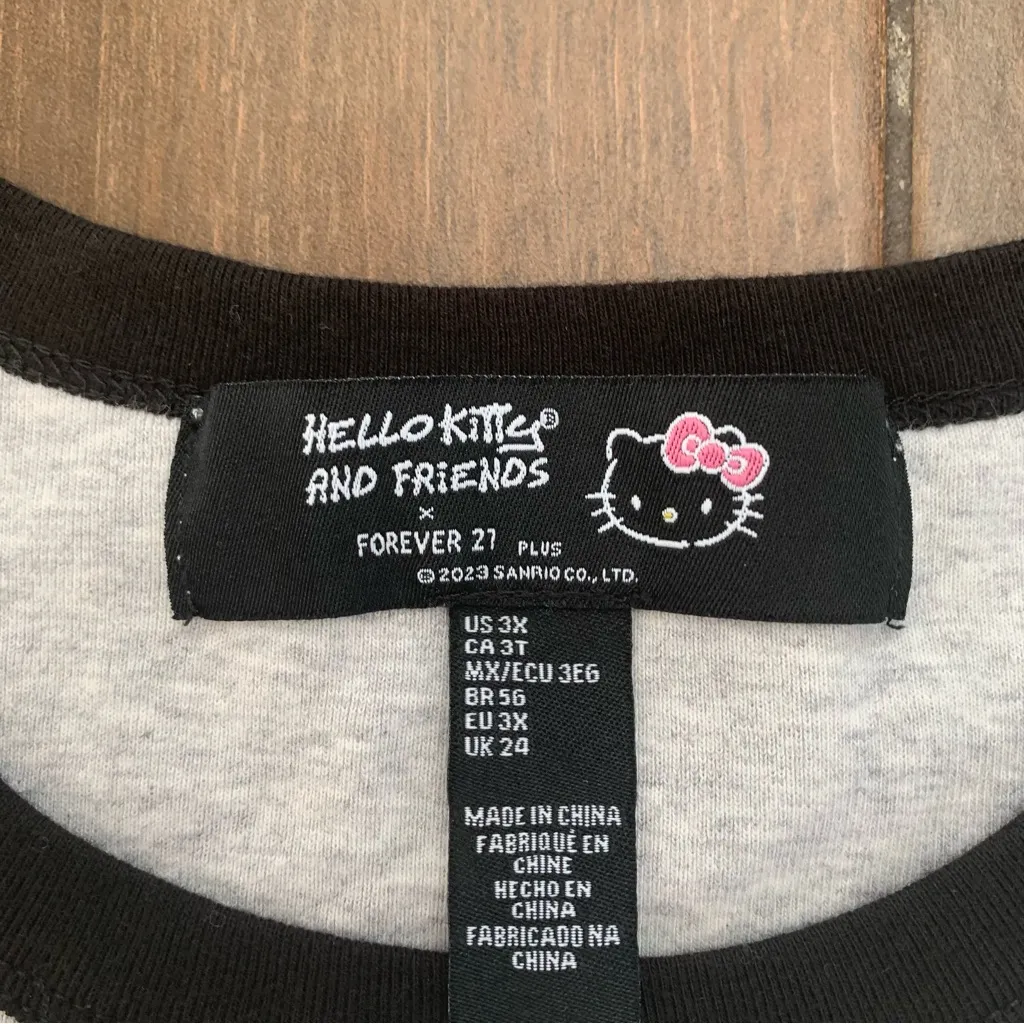 HELLO KITTY®
AND FRIENDS
×
FOREVER 21 PLUS
©2023 SANRIO CO., LTD.
US 3X
CA 3T
MX/ECU 3EG
BR 56
EU 3X
UK 24
MADE IN CHINA
FABRIQUÉ EN
CHINE
HECHO EN
CHINA
FABRICADO NA
CHINA